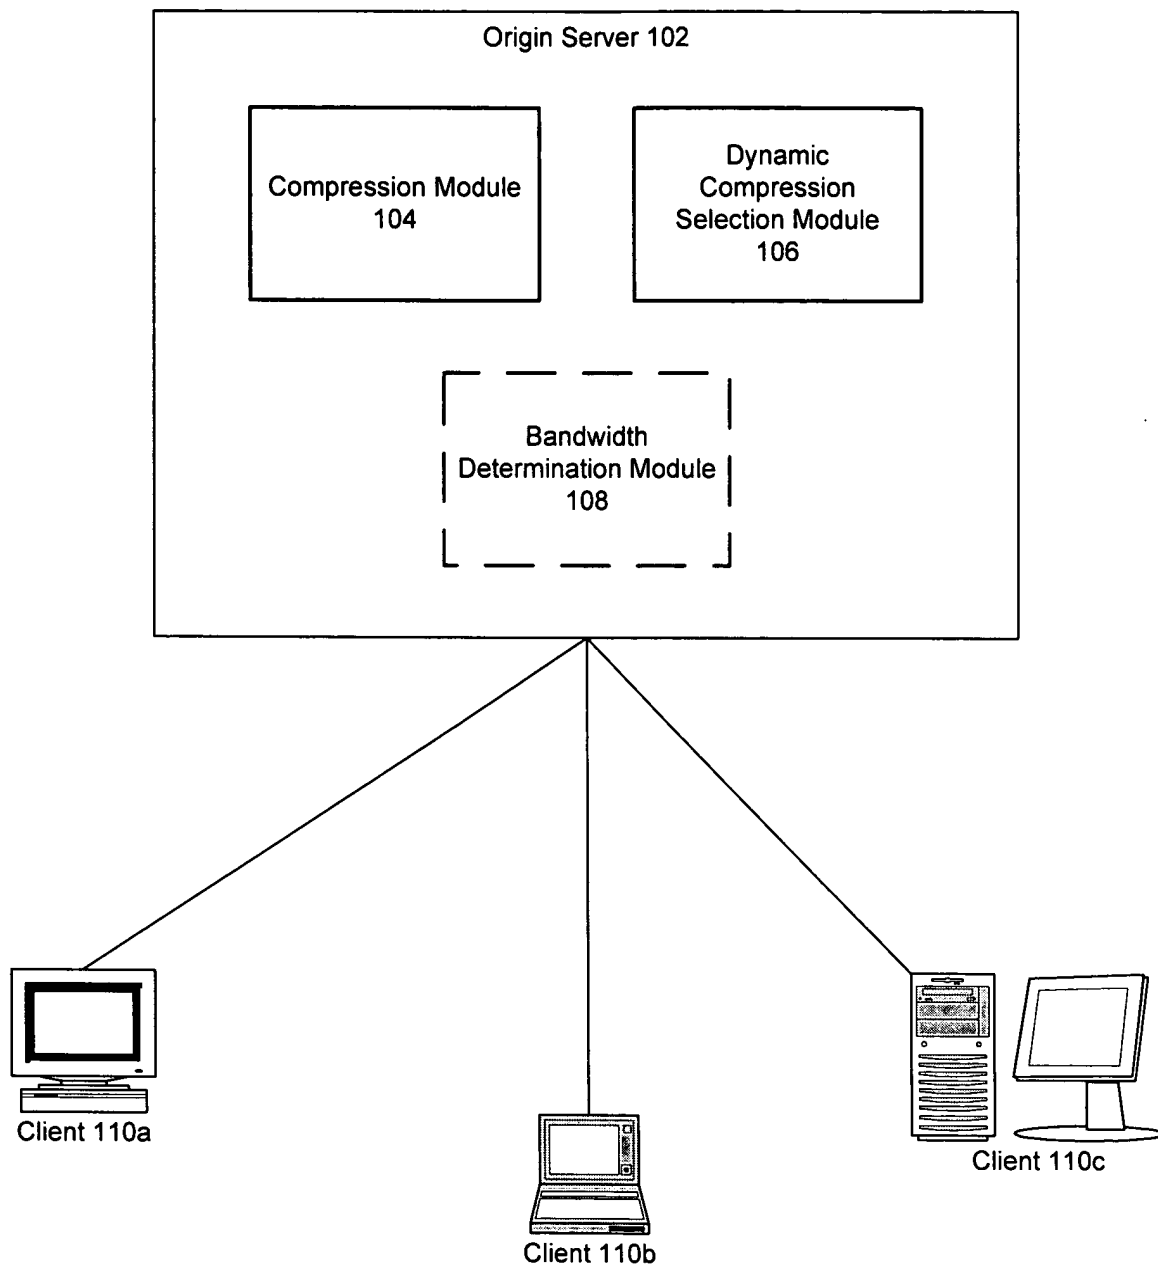 Origin Server 102
Compression Module
104
Dynamic
Compression
Selection Module
106
Bandwidth
Determination Module
108
Client 110a
Client 110b
Client 110c